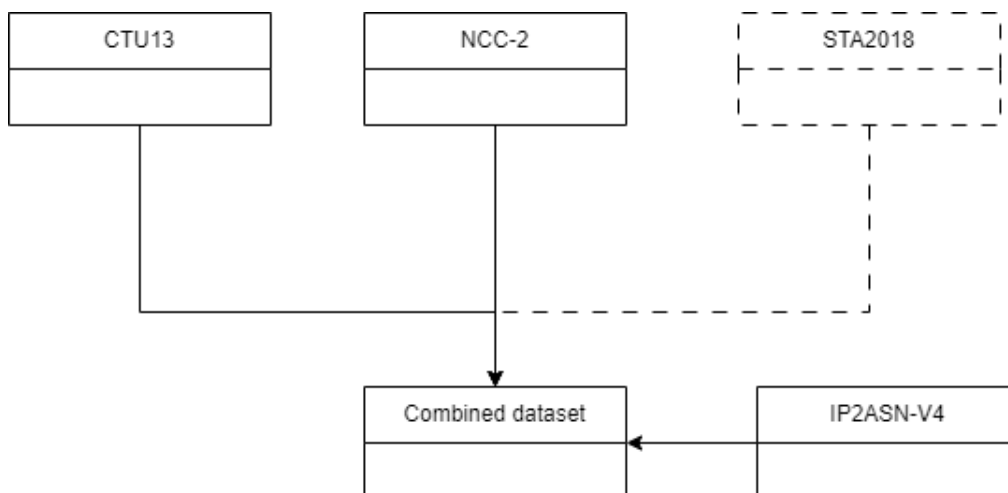 CTU13
NCC-2
STA2018
Combined dataset
IP2ASN-V4